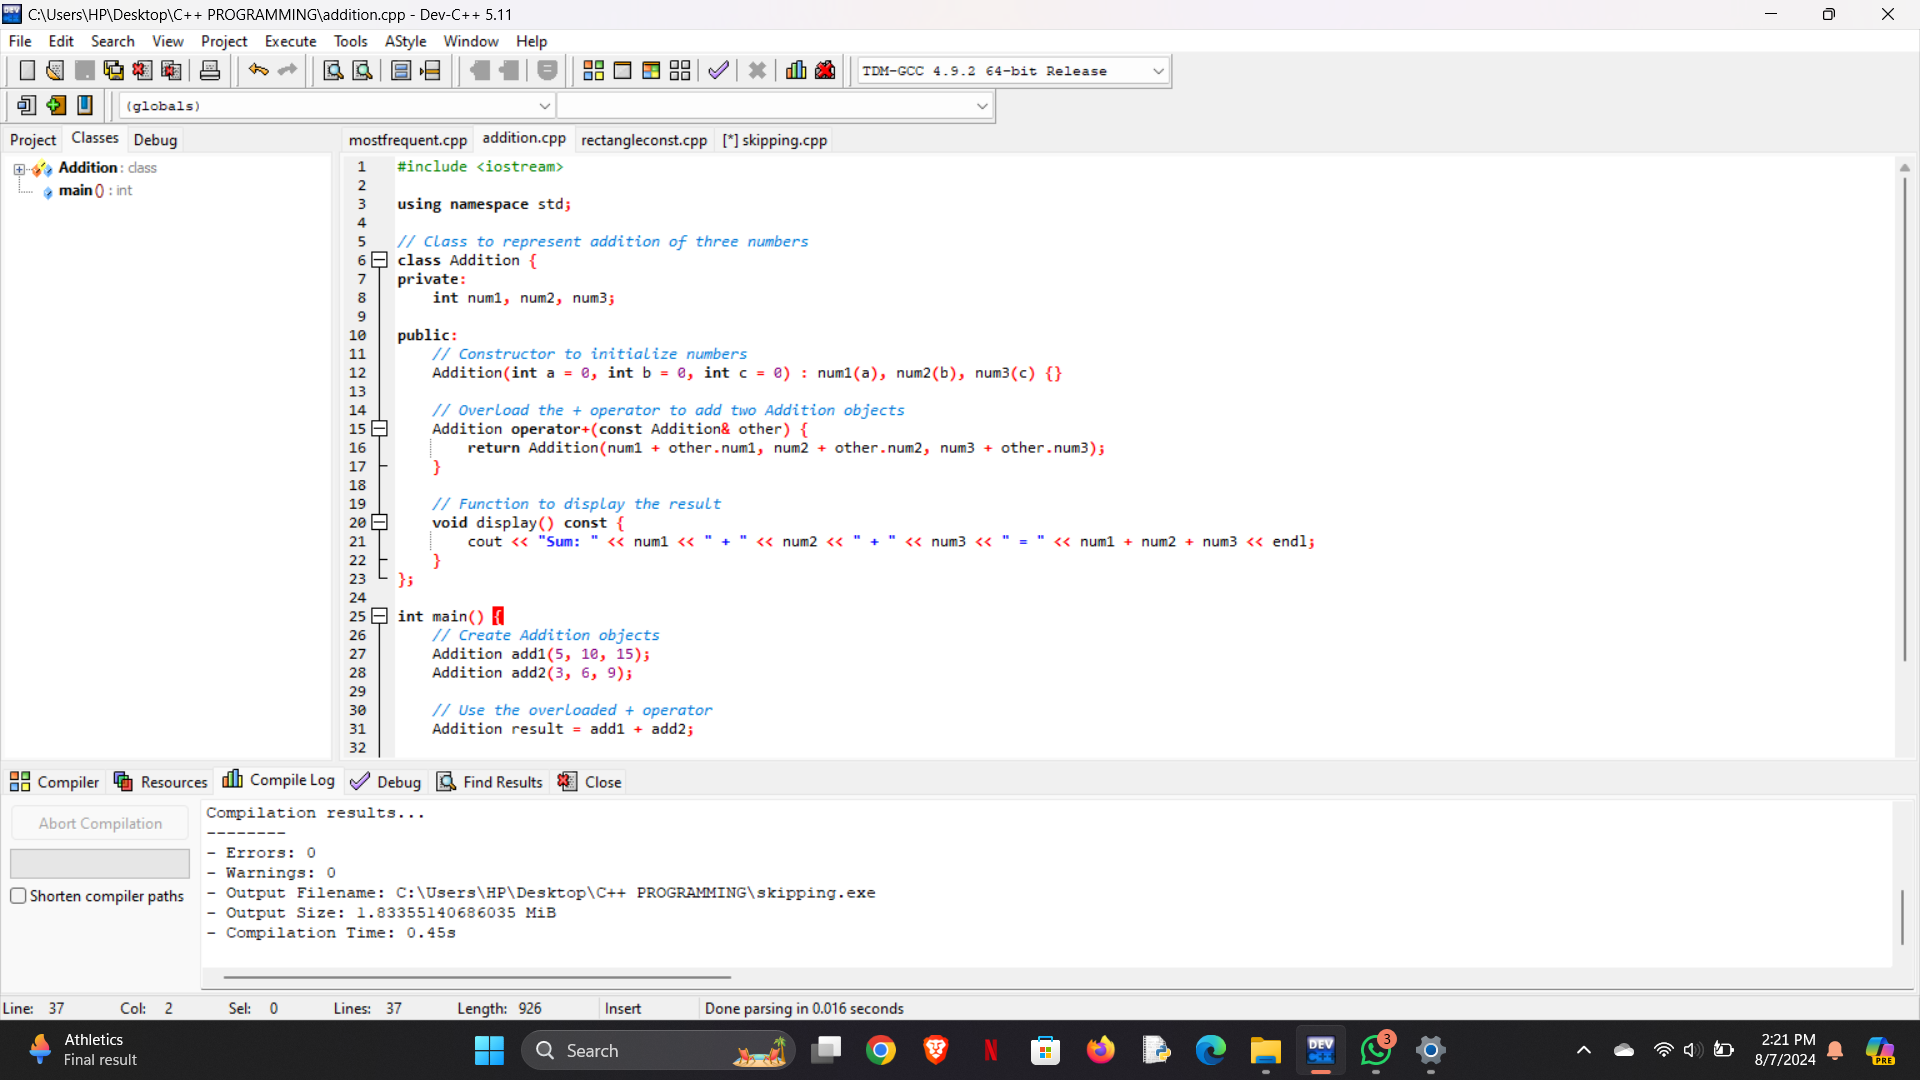 C:\Users\HP\Desktop\C++ PROGRAMMING\addition.cpp - Dev-C++ 5.11
File Edit Search View Project Execute Tools AStyle Window Help
TDM-GCC 4.9.2 64-bit Release
(globals)
Project Classes Debug
mostfrequent.cpp addition.cpp rectangleconst.cpp [*] skipping.cpp
Addition : class
main () : int
1 #include <iostream>
2
3 using namespace std;
4
5 // Class to represent addition of three numbers
6 class Addition {
7 private:
8 int num1, num2, num3;
9
10 public:
11 // Constructor to initialize numbers
12 Addition(int a = 0, int b = 0, int c = 0) : num1(a), num2(b), num3(c) {}
13
14 // Overload the + operator to add two Addition objects
15 Addition operator+(const Addition& other) {
16 return Addition(num1 + other.num1, num2 + other.num2, num3 + other.num3);
17 }
18
19 // Function to display the result
20 void display() const {
21 cout << "Sum: " << num1 << " + " << num2 << " + " << num3 << " = " << num1 + num2 + num3 << endl;
22 }
23 };
24
25 int main() {
26 // Create Addition objects
27 Addition add1(5, 10, 15);
28 Addition add2(3, 6, 9);
29
30 // Use the overloaded + operator
31 Addition result = add1 + add2;
32
Compiler Resources Compile Log Debug Find Results Close
Abort Compilation
Shorten compiler paths
Compilation results...
--------
- Errors: 0
- Warnings: 0
- Output Filename: C:\Users\HP\Desktop\C++ PROGRAMMING\skipping.exe
- Output Size: 1.83355140686035 MiB
- Compilation Time: 0.45s
Line: 37 Col: 2 Sel: 0 Lines: 37 Length: 926 Insert Done parsing in 0.016 seconds
Athletics
Final result
Search
DEV
3
2:21 PM
8/7/2024
PRE